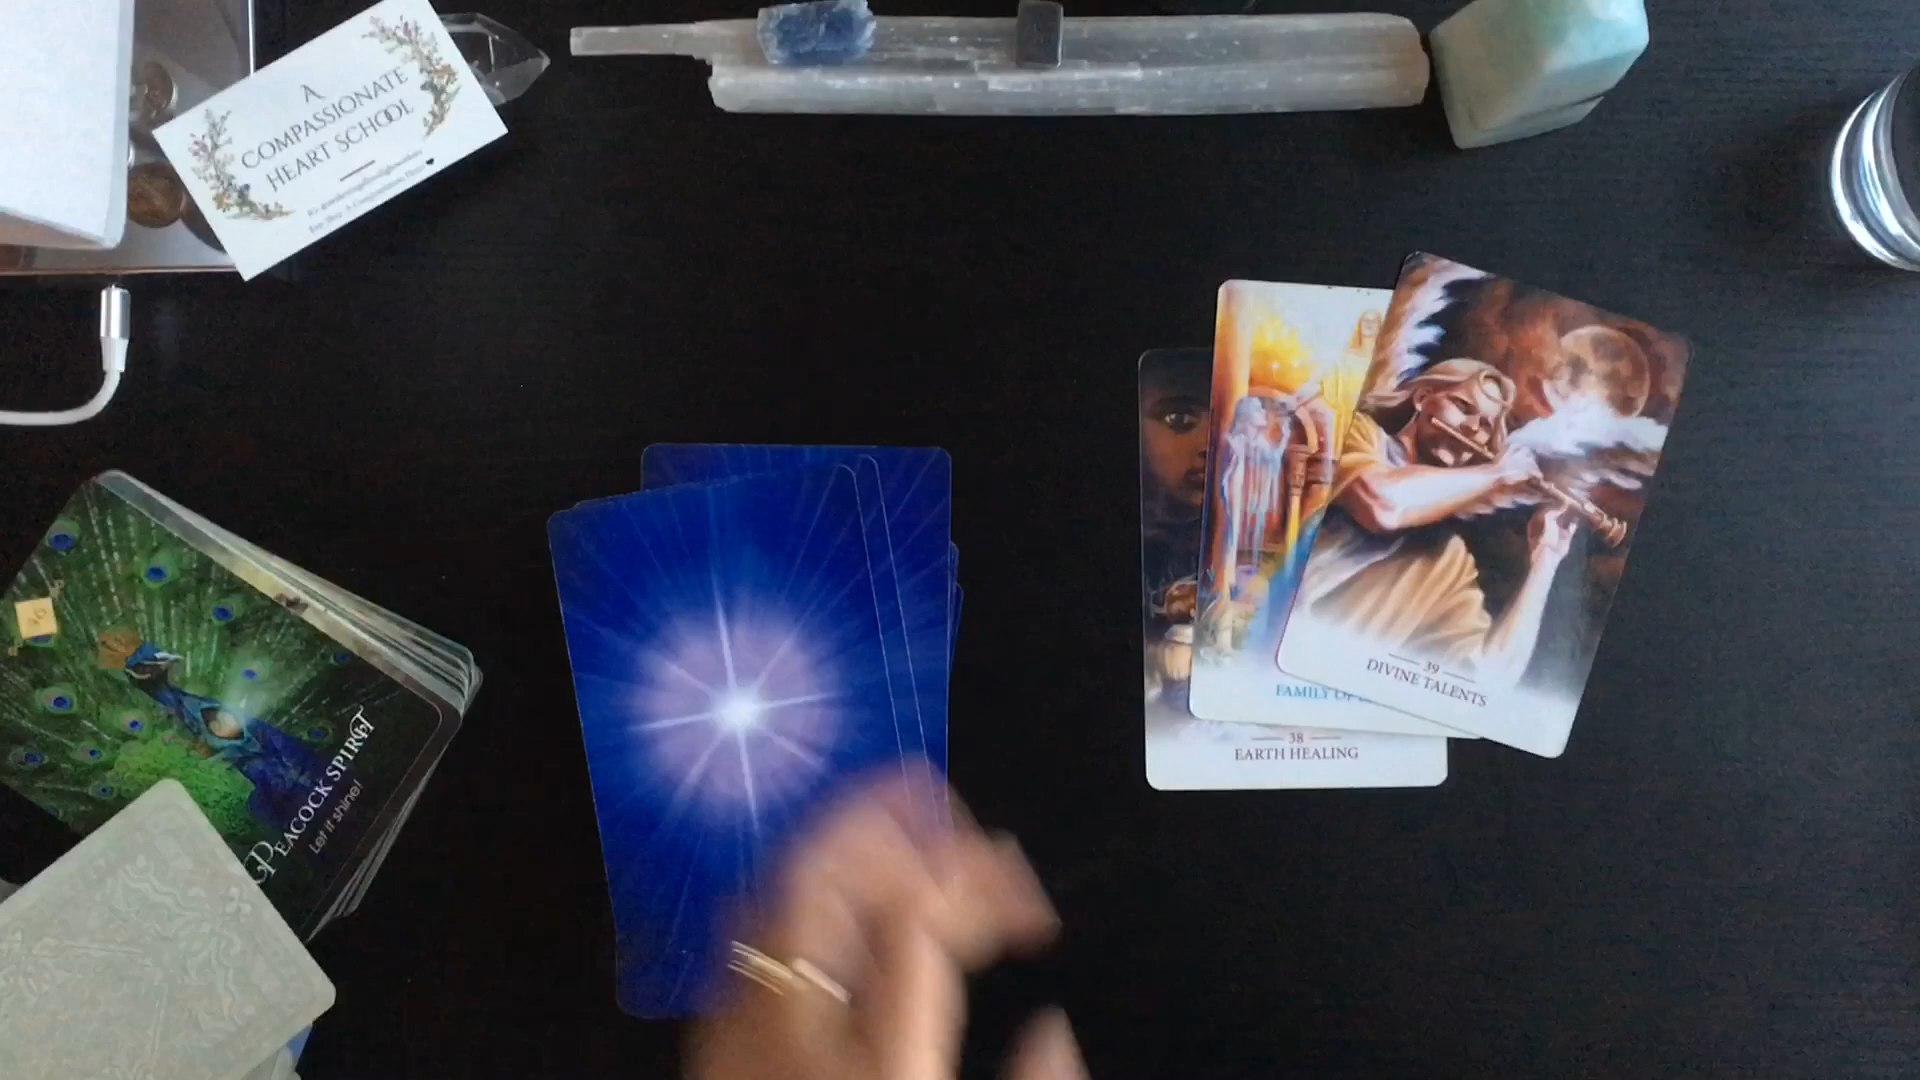 A
COMPASSIONATE
HEART SCHOOL
PEACOCK SPIRIT
Let it shine!
FAMILY OF
38
EARTH HEALING
39
DIVINE TALENTS